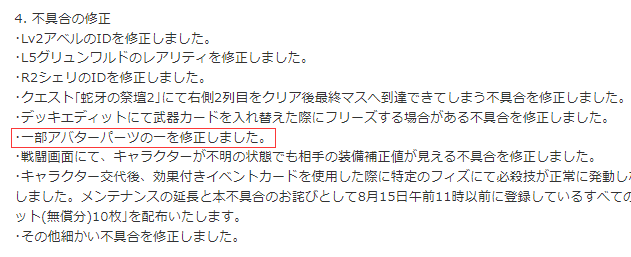 4. 不具合の修正
・Lv2アベルのIDを修正しました。
・L5グリュンワルドのレアリティを修正しました。
・R2シェリのIDを修正しました。
・クエスト｢蛇牙の祭壇2｣にて右側2列目をクリア後最終マスへ到達できてしまう不具合を修正しました。
・デッキエディットにて武器カードを入れ替えた際にフリーズする場合がある不具合を修正しました。
・一部アバターパーツの一を修正しました。
・戦闘画面にて、キャラクターが不明の状態でも相手の装備補正値が見える不具合を修正しました。
・キャラクター交代後、効果付きイベントカードを使用した際に特定のフィズにて必殺技が正常に発動しな
しました。メンテナンスの延長と本不具合のお詫びとして8月15日午前11時以前に登録しているすべての
ット(無償分)10枚｣を配布いたします。
・その他細かい不具合を修正しました。